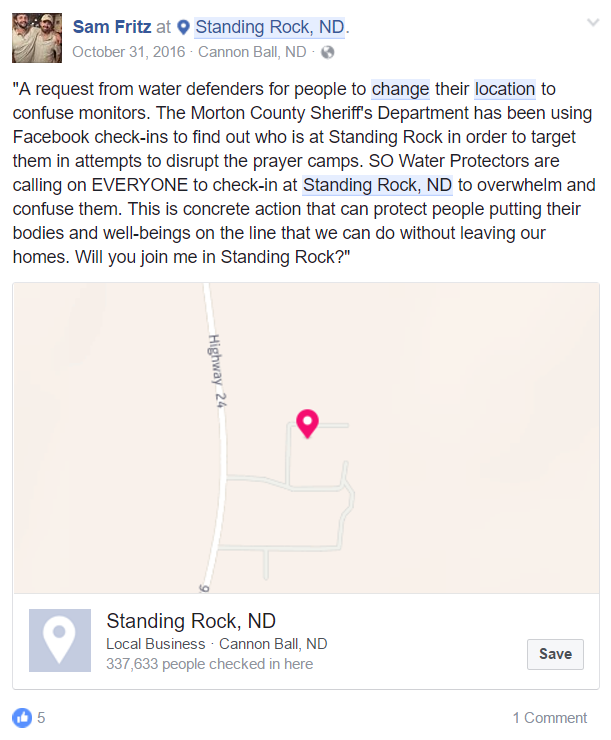 Sam Fritz at Standing Rock, ND.
October 31, 2016 · Cannon Ball, ND ·
"A request from water defenders for people to change their location to
confuse monitors. The Morton County Sheriff's Department has been using
Facebook check-ins to find out who is at Standing Rock in order to target
them in attempts to disrupt the prayer camps. SO Water Protectors are
calling on EVERYONE to check-in at Standing Rock, ND to overwhelm and
confuse them. This is concrete action that can protect people putting their
bodies and well-beings on the line that we can do without leaving our
homes. Will you join me in Standing Rock?"
Highway 24
Standing Rock, ND
Local Business · Cannon Ball, ND
337,633 people checked in here
Save
5
1 Comment